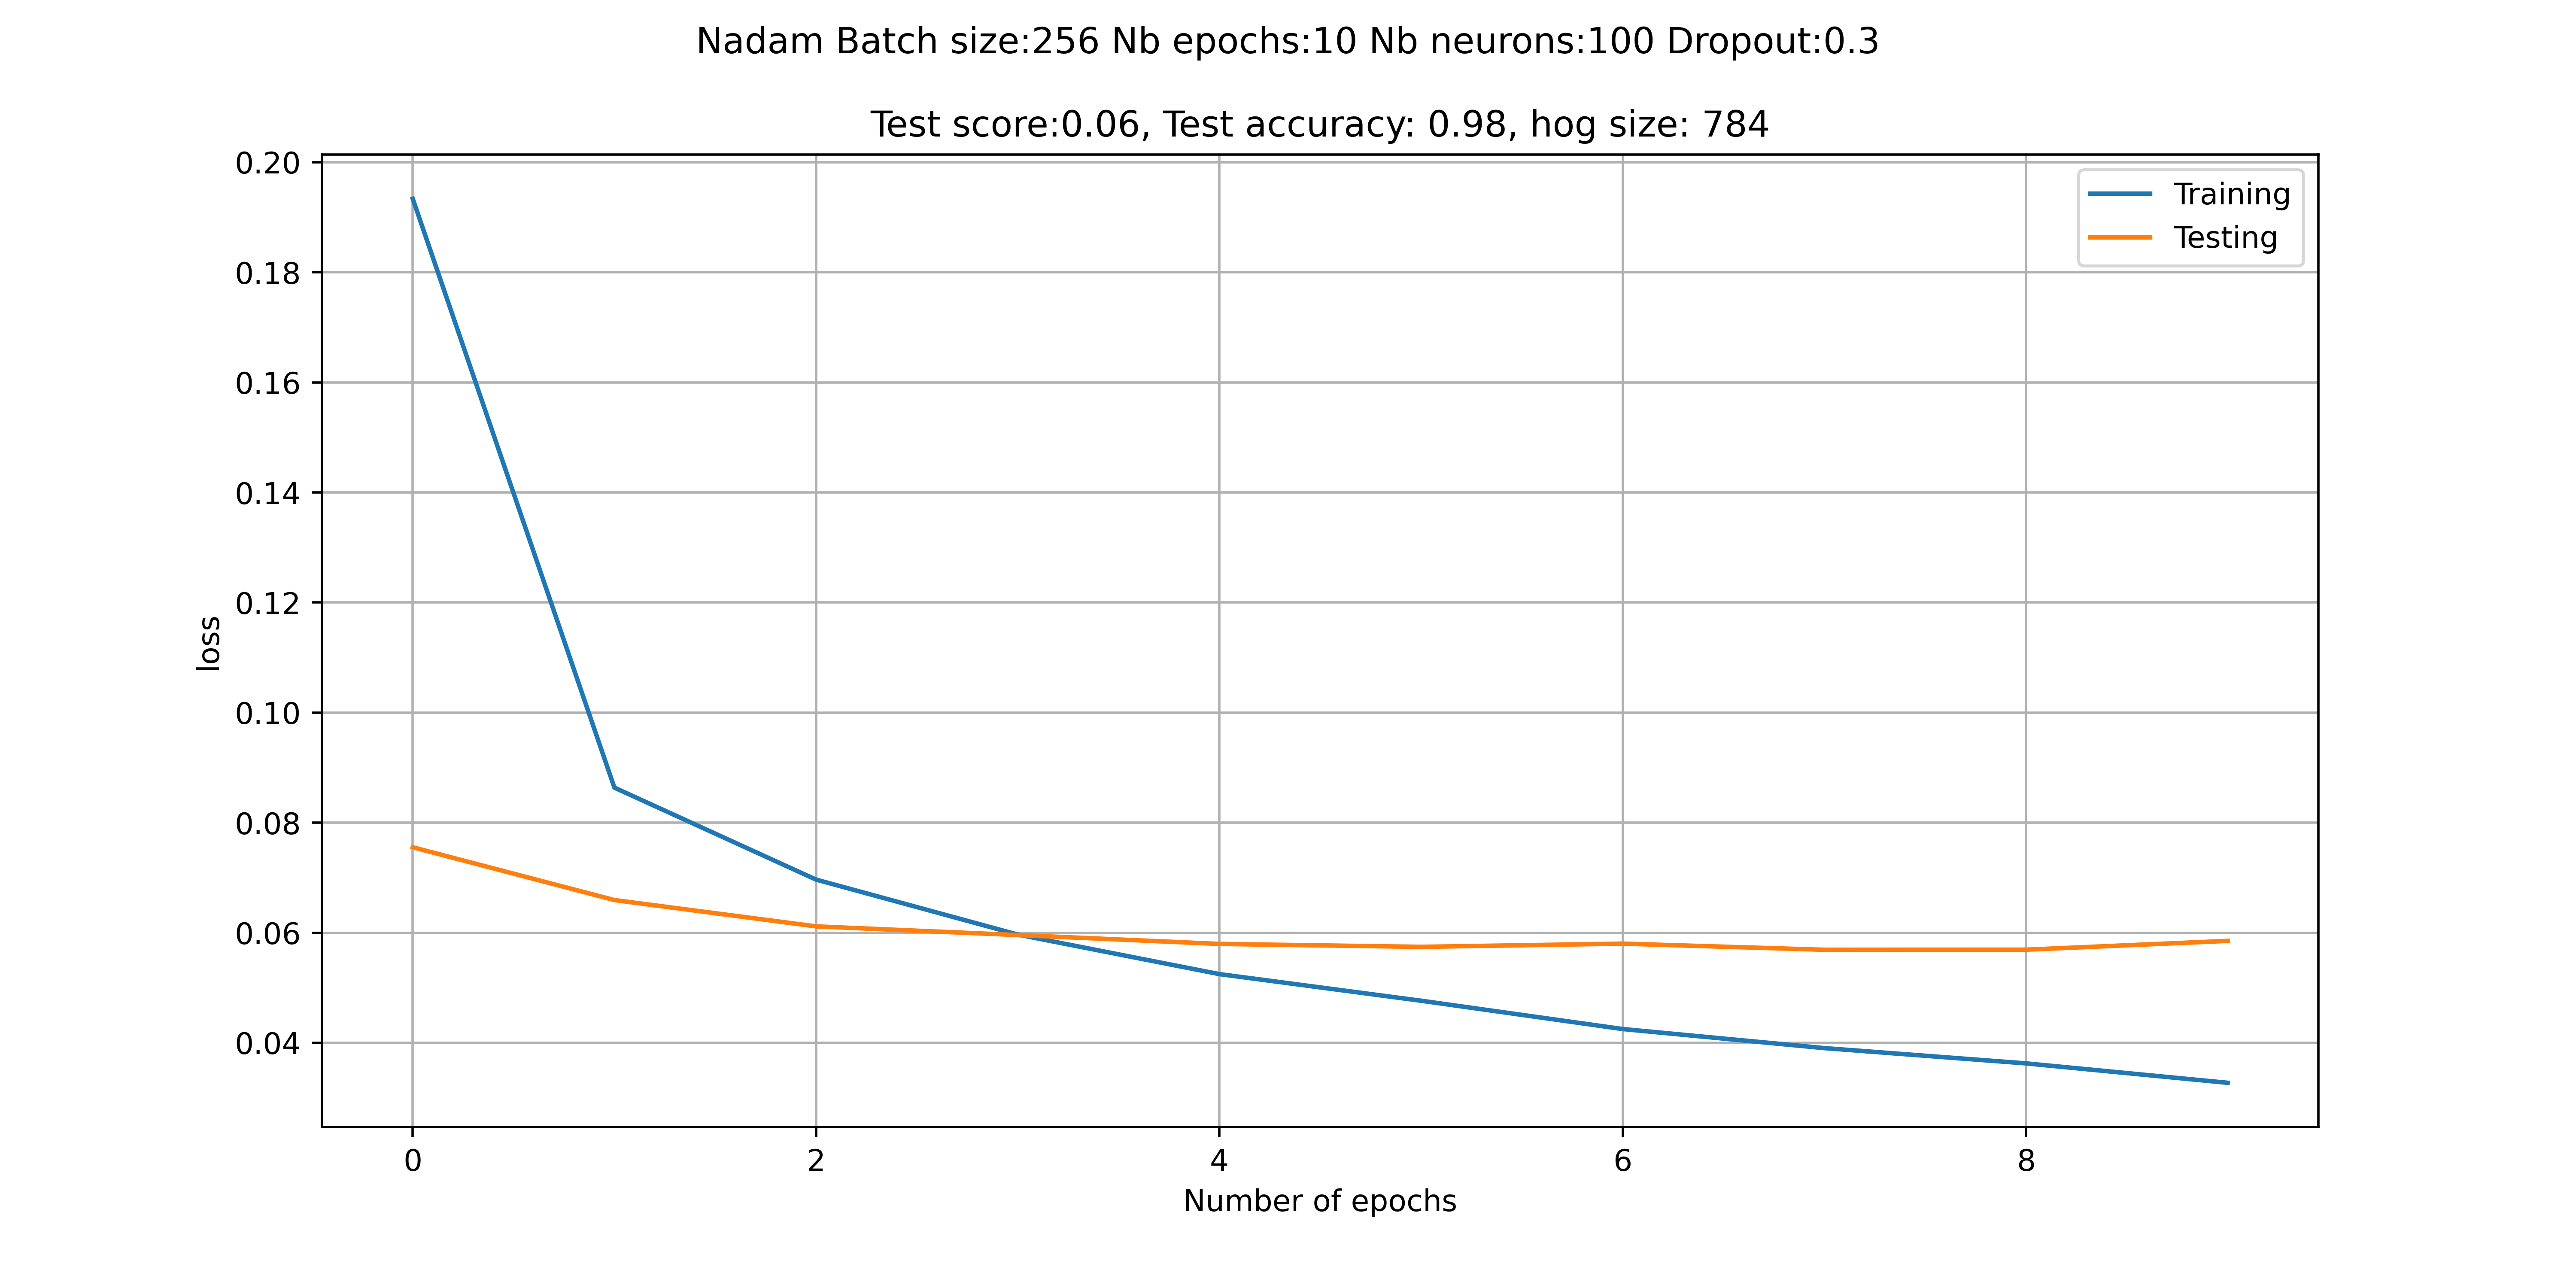 Nadam Batch size:256 Nb epochs:10 Nb neurons:100 Dropout:0.3
Test score:0.06, Test accuracy: 0.98, hog size: 784
Training
Testing
0.20
0.18
0.16
0.14
0.12
0.10
0.08
0.06
0.04
loss
0 2 4 6 8
Number of epochs